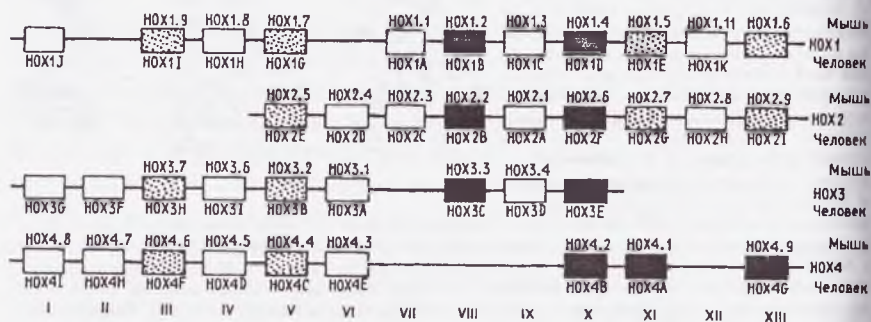 HOX1.9 HOX1.8 HOX1.7 HOX1.1 HOX1.2 HOX1.3 HOX1.4 HOX1.5 HOX1.11 HOX1.6 Мышь
HOX1
HOX1J HOX1I HOX1H HOX1G HOX1A HOX1B HOX1C HOX1D HOX1E HOX1K Человек
HOX2.5 HOX2.4 HOX2.3 HOX2.2 HOX2.1 HOX2.6 HOX2.7 HOX2.8 HOX2.9 Мышь
HOX2
HOX2E HOX2D HOX2C HOX2B HOX2A HOX2F HOX2G HOX2H HOX2I Человек
HOX3.7 HOX3.6 HOX3.2 HOX3.1 HOX3.3 HOX3.4 Мышь
HOX3
HOX3G HOX3F HOX3H HOX3I HOX3B HOX3A HOX3C HOX3D HOX3E Человек
HOX4.8 HOX4.7 HOX4.6 HOX4.5 HOX4.4 HOX4.3 HOX4.2 HOX4.1 HOX4.9 Мышь
HOX4
HOX4I HOX4H HOX4F HOX4D HOX4C HOX4E HOX4B HOX4A HOX4G Человек
I II III IV V VI VII VIII IX X XI XII XIII